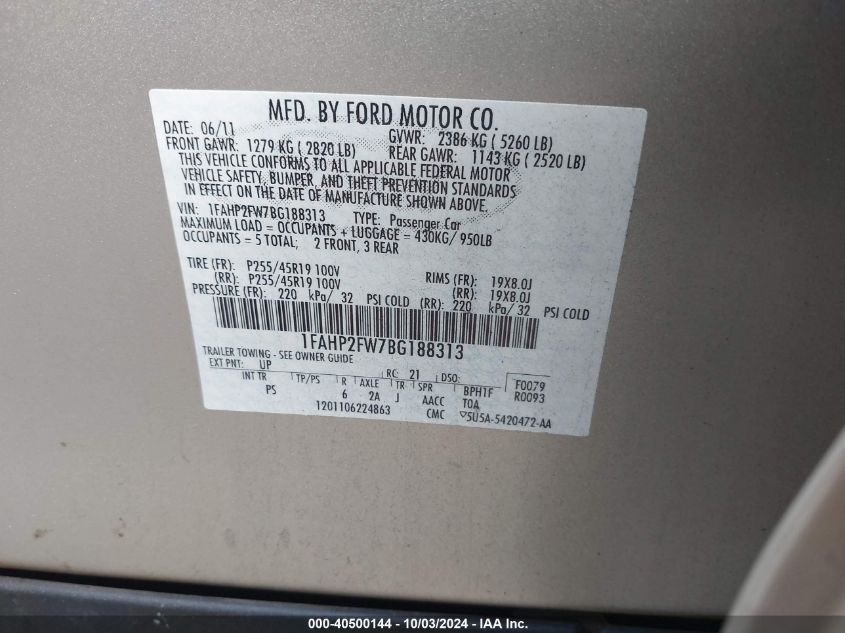 MFD. BY FORD MOTOR CO.
DATE: 06/11 GVWR: 2386 KG ( 5260 LB)
FRONT GAWR: 1279 KG ( 2820 LB) REAR GAWR: 1143 KG ( 2520 LB)
THIS VEHICLE CONFORMS TO ALL APPLICABLE FEDERAL MOTOR
VEHICLE SAFETY, BUMPER, AND THEFT PREVENTION STANDARDS
IN EFFECT ON THE DATE OF MANUFACTURE SHOWN ABOVE.
VIN: 1FAHP2FW7BG188313 TYPE: Passenger Car
MAXIMUM LOAD = OCCUPANTS + LUGGAGE = 430KG/ 950LB
OCCUPANTS = 5 TOTAL; 2 FRONT, 3 REAR
TIRE (FR): P255/45R19 100V RIMS (FR): 19X8.0J
(RR): P255/45R19 100V (RR): 19X8.0J
PRESSURE (FR): 220 kPa/ 32 PSI COLD (RR): 220 kPa/ 32 PSI COLD
1FAHP2FW7BG188313
TRAILER TOWING - SEE OWNER GUIDE
EXT PNT: UP RC: 21 DSO: F0079
INT TR TP/PS R AXLE TR SPR BPHTF R0093
PS 6 2A J AACC TOA
1201106224863 CMC 5U5A-5420472-AA
000-40500144 - 10/03/2024 - IAA Inc.